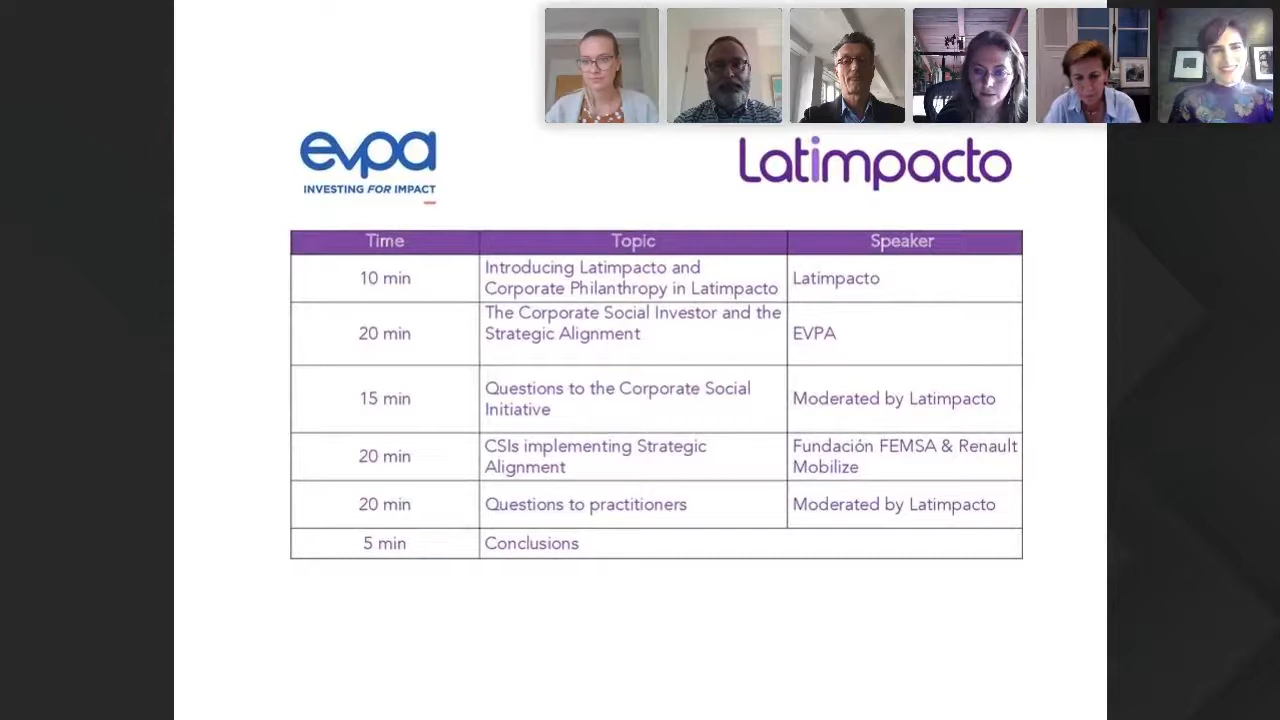 evpa
INVESTING FOR IMPACT
Latimpacto
Time Topic Speaker
10 min
Introducing Latimpacto and
Corporate Philanthropy in Latimpacto
Latimpacto
20 min
The Corporate Social Investor and the
Strategic Alignment
EVPA
15 min
Questions to the Corporate Social
Initiative
Moderated by Latimpacto
20 min
CSIs implementing Strategic
Alignment
Fundación FEMSA & Renault
Mobilize
20 min
Questions to practitioners
Moderated by Latimpacto
5 min
Conclusions